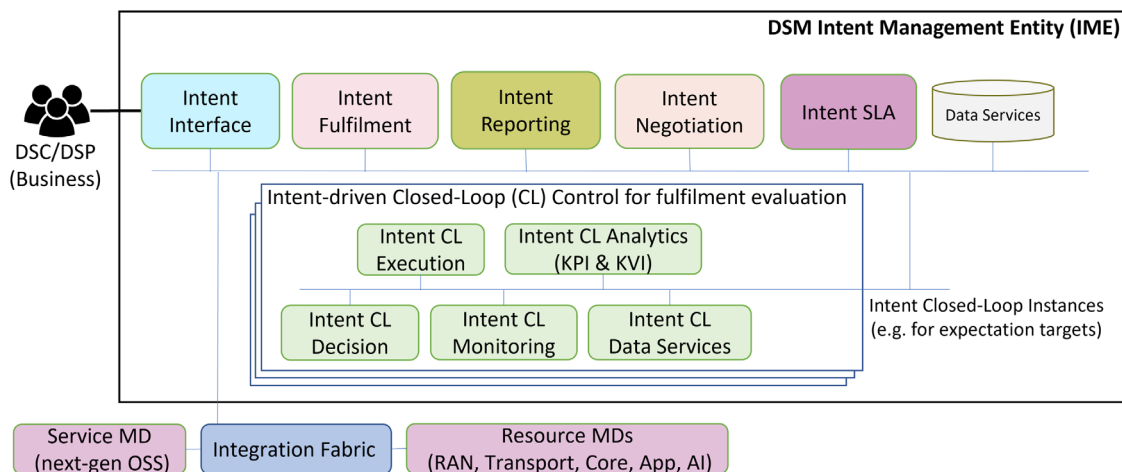 DSM Intent Management Entity (IME)
DSC/DSP
(Business)
Intent
Interface
Intent
Fulfilment
Intent
Reporting
Intent
Negotiation
Intent SLA
Data Services
Intent-driven Closed-Loop (CL) Control for fulfilment evaluation
Intent CL
Execution
Intent CL Analytics
(KPI & KVI)
Intent CL
Decision
Intent CL
Monitoring
Intent CL
Data Services
Intent Closed-Loop Instances
(e.g. for expectation targets)
Service MD
(next-gen OSS)
Integration Fabric
Resource MDs
(RAN, Transport, Core, App, AI)